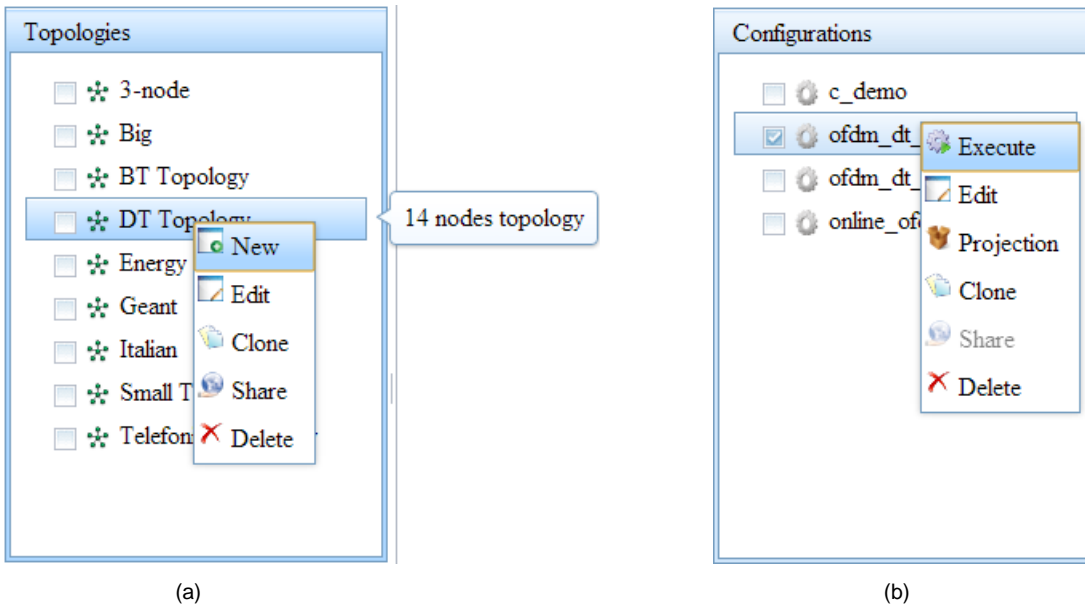 Topologies
3-node
Big
BT Topology
DT Topology
14 nodes topology
New
Energy
Edit
Geant
Clone
Italian
Share
Small T
Delete
Telefon
(a)
Configurations
c_demo
ofdm_dt_
Execute
Edit
ofdm_dt_
Projection
online_of
Clone
Share
Delete
(b)